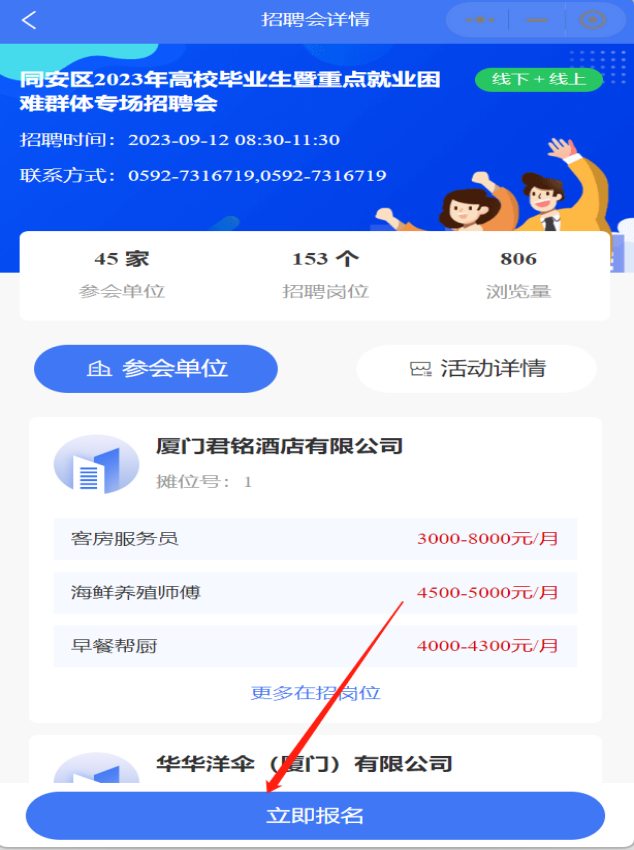 招聘会详情
同安区2023年高校毕业生暨重点就业困
难群体专场招聘会
线下+线上
招聘时间：2023-09-12 08:30-11:30
联系方式：0592-7316719,0592-7316719
45 家
153 个
806
参会单位
招聘岗位
浏览量
参会单位
活动详情
厦门君铭酒店有限公司
摊位号：1
客房服务员
3000-8000元/月
海鲜养殖师傅
4500-5000元/月
早餐帮厨
4000-4300元/月
更多在招岗位
华华洋伞（厦门）有限公司
立即报名